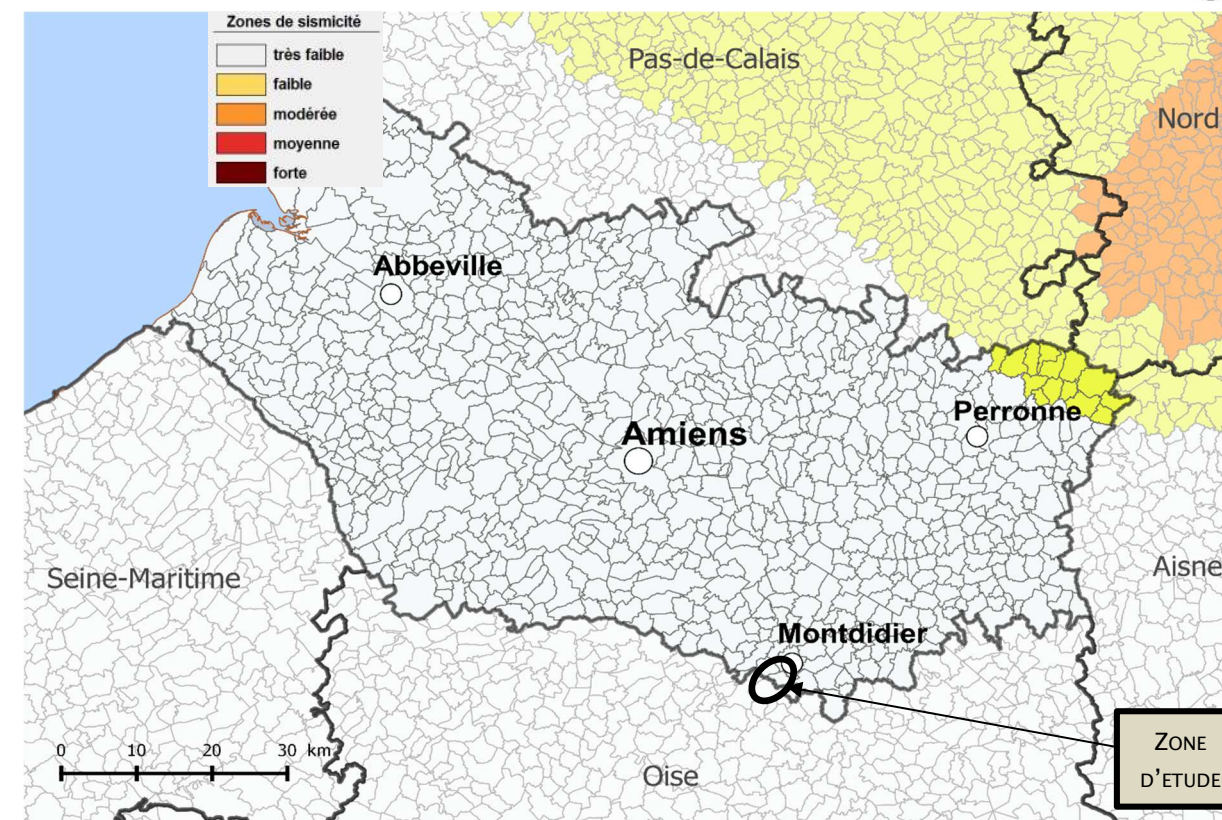 Zones de sismicité
très faible
faible
modérée
moyenne
forte
Pas-de-Calais
Nord
Abbeville
Perronne
Amiens
Seine-Maritime
Aisne
Montdidier
0 10 20 30 km
Oise
ZONE
D'ETUDE